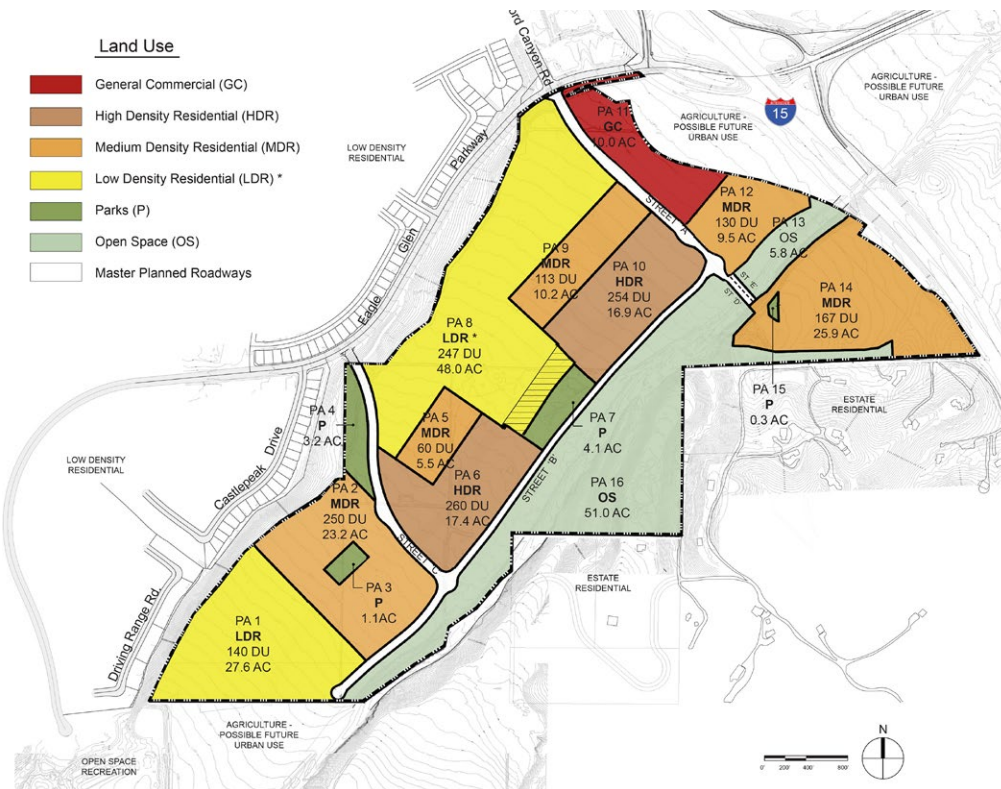 Land Use
General Commercial (GC)
High Density Residential (HDR)
Medium Density Residential (MDR)
Low Density Residential (LDR) *
Parks (P)
Open Space (OS)
Master Planned Roadways
ord Canyon Rd
Eagle Glen Parkway
LOW DENSITY
RESIDENTIAL
AGRICULTURE -
POSSIBLE FUTURE
URBAN USE
15
AGRICULTURE -
POSSIBLE FUTURE
URBAN USE
PA 11
GC
10.0 AC
STREET 'A'
PA 12
MDR
130 DU
9.5 AC
PA 13
OS
5.8 AC
ST 'E'
ST 'D'
PA 9
MDR
113 DU
10.2 AC
PA 10
HDR
254 DU
16.9 AC
PA 14
MDR
167 DU
25.9 AC
PA 8
LDR *
247 DU
48.0 AC
PA 15
P
0.3 AC
ESTATE
RESIDENTIAL
PA 4
P
3.2 AC
PA 5
MDR
60 DU
5.5 AC
PA 7
P
4.1 AC
LOW DENSITY
RESIDENTIAL
Castlepeak Drive
PA 6
HDR
260 DU
17.4 AC
STREET 'B'
PA 16
OS
51.0 AC
PA 2
MDR
250 DU
23.2 AC
STREET 'C'
PA 3
P
1.1AC
ESTATE
RESIDENTIAL
Driving Range Rd.
PA 1
LDR
140 DU
27.6 AC
AGRICULTURE -
POSSIBLE FUTURE
URBAN USE
OPEN SPACE
RECREATION
N
0' 200' 400' 800'